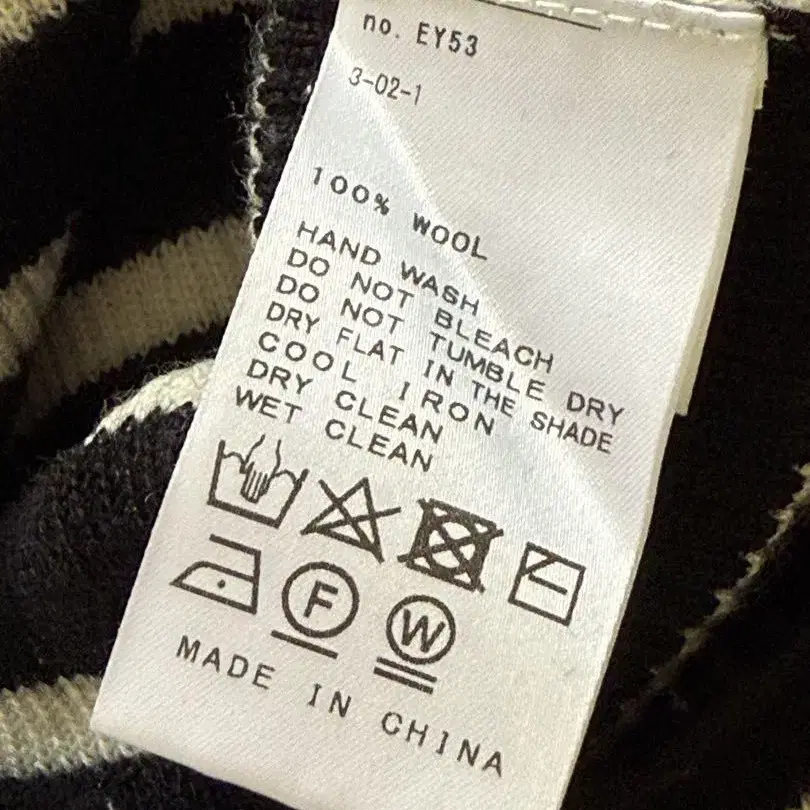 no. EY53
3-02-1
100% WOOL
HAND WASH
DO NOT BLEACH
DO NOT TUMBLE DRY
DRY FLAT IN THE SHADE
COOL IRON
DRY CLEAN
WET CLEAN
F W
MADE IN CHINA